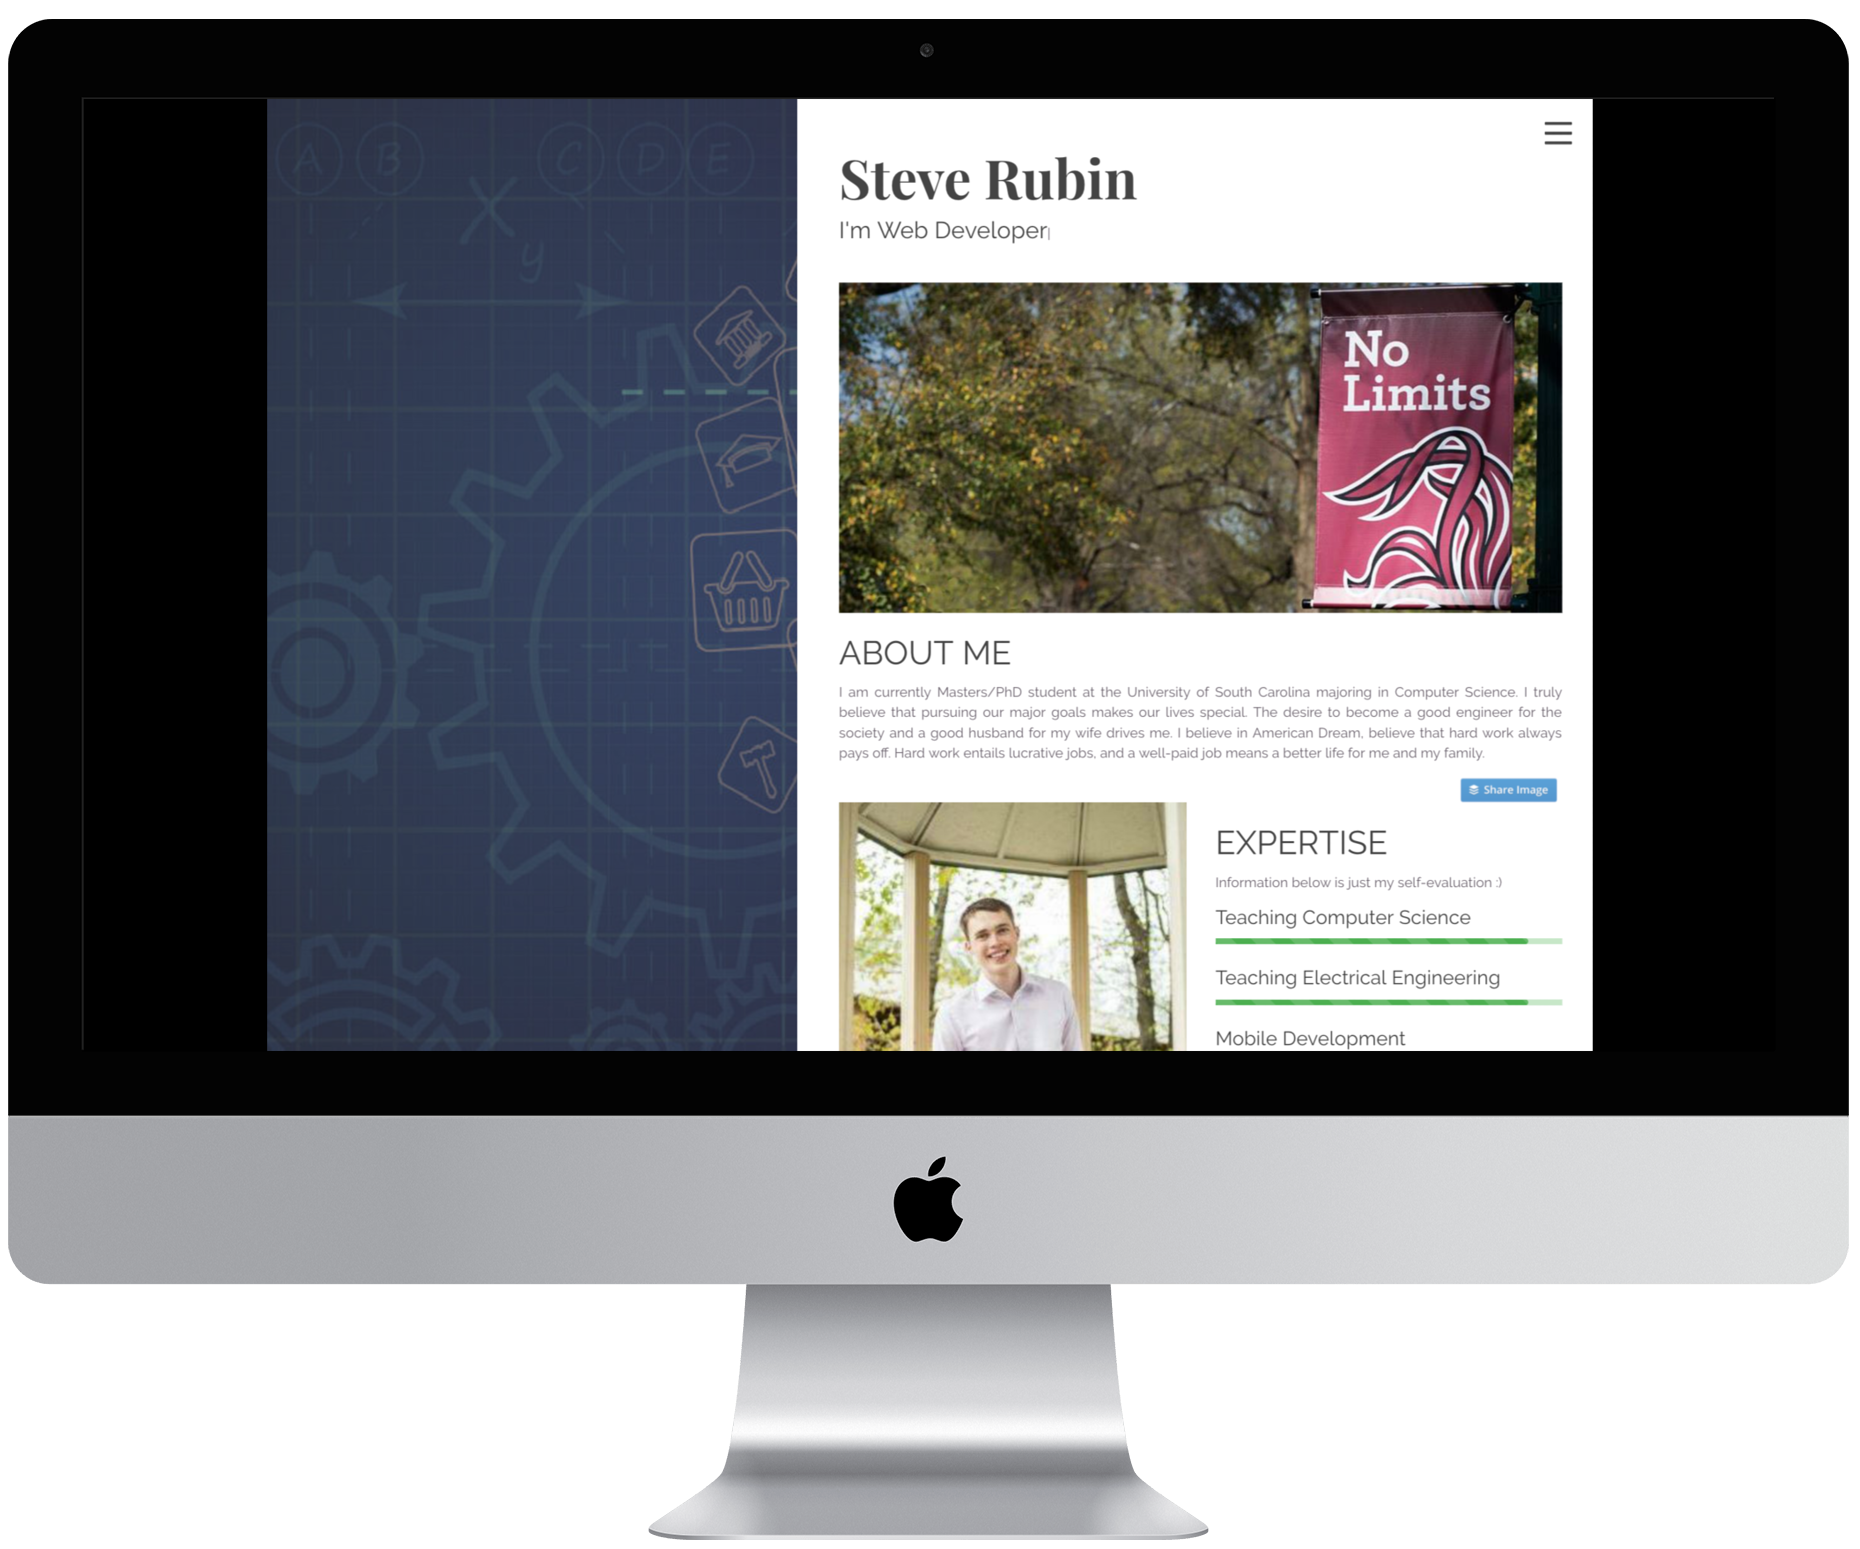 A B C D E
X
y
Steve Rubin
I'm Web Developer
No
Limits
ABOUT ME
I am currently Masters/PhD student at the University of South Carolina majoring in Computer Science. I truly
believe that pursuing our major goals makes our lives special. The desire to become a good engineer for the
society and a good husband for my wife drives me. I believe in American Dream, believe that hard work always
pays off. Hard work entails lucrative jobs, and a well-paid job means a better life for me and my family.
Share Image
EXPERTISE
Information below is just my self-evaluation :)
Teaching Computer Science
Teaching Electrical Engineering
Mobile Development